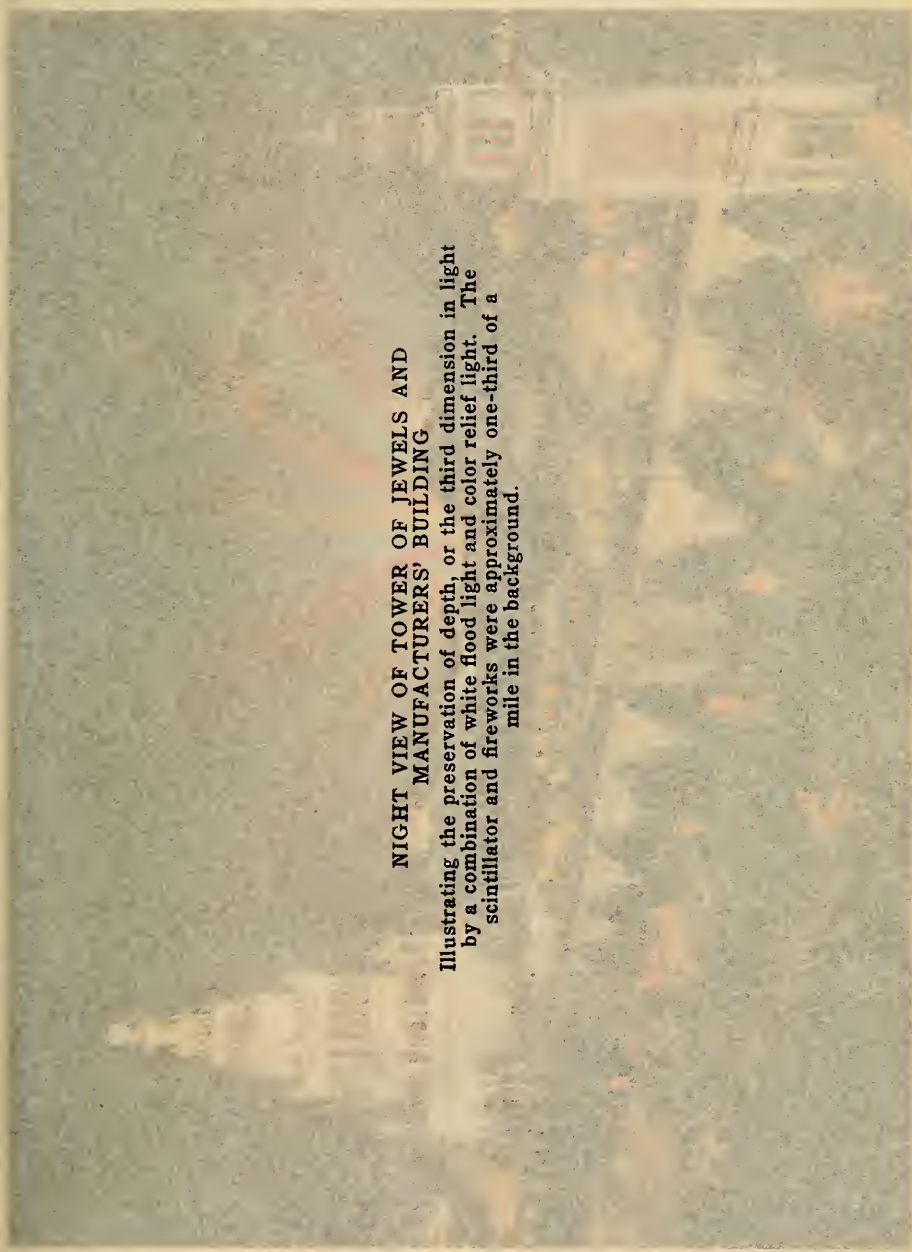 NIGHT VIEW OF TOWER OF JEWELS AND
MANUFACTURERS' BUILDING
Illustrating the preservation of depth, or the third dimension in light
by a combination of white flood light and color relief light. The
scintillator and fireworks were approximately one-third of a
mile in the background.